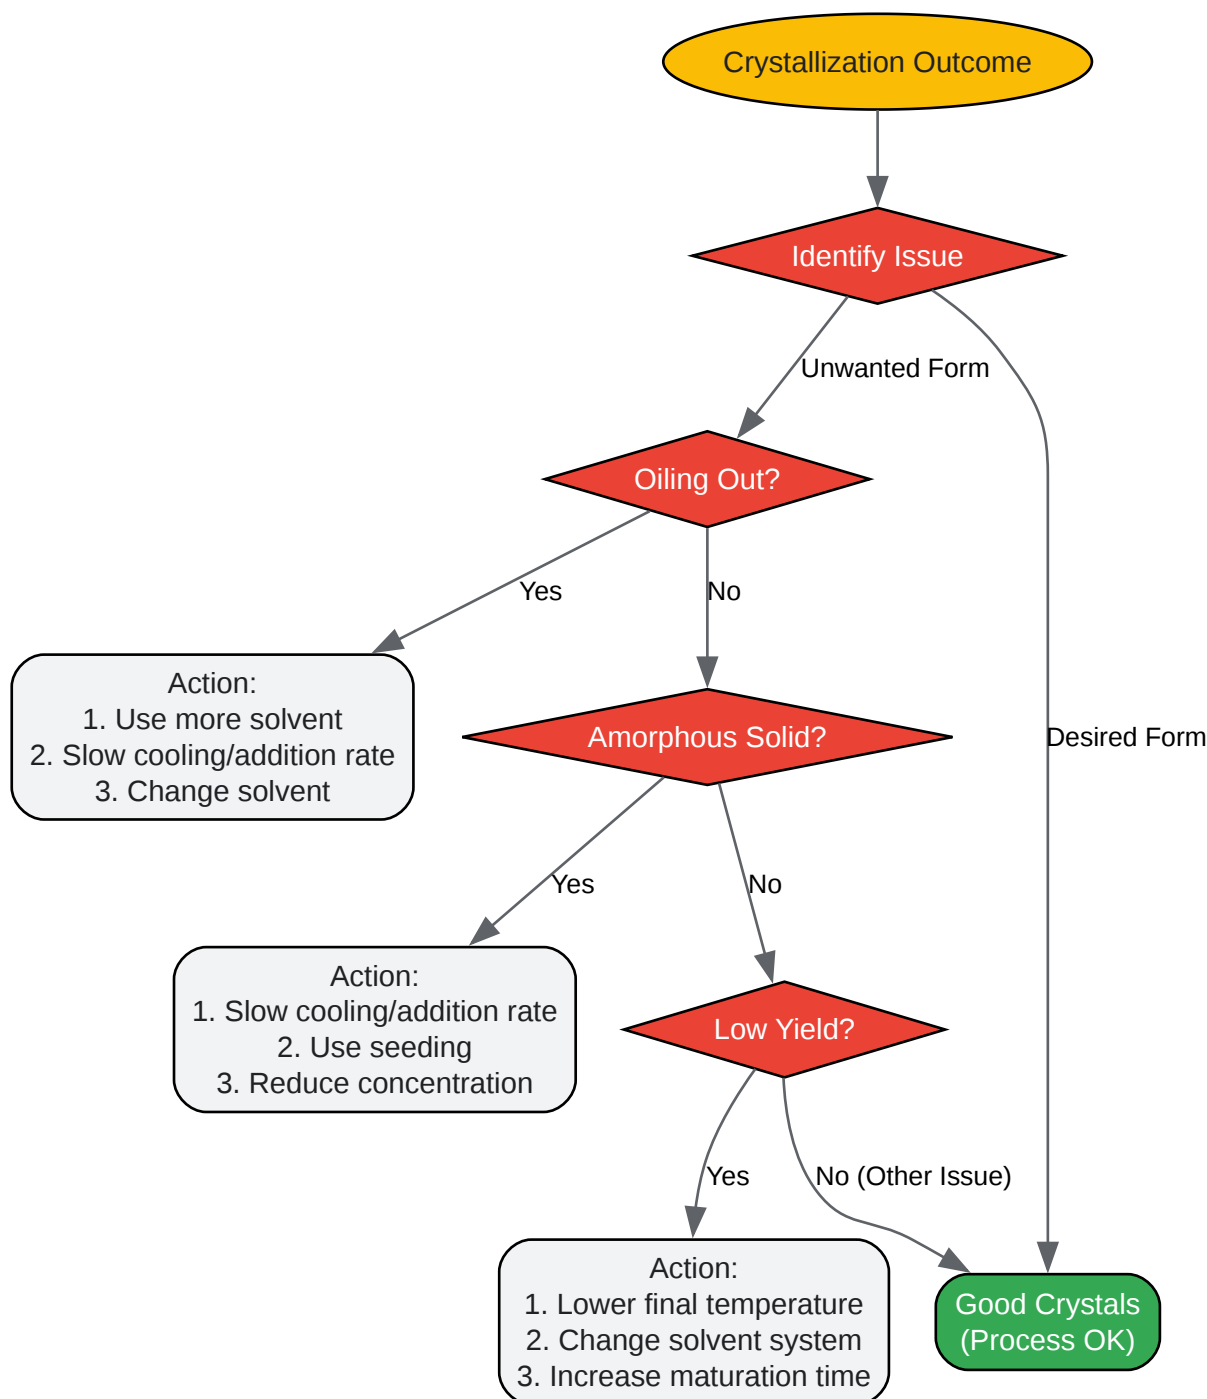 Crystallization Outcome
Identify Issue
Unwanted Form
Oiling Out?
Yes
No
Action:
1. Use more solvent
2. Slow cooling/addition rate
3. Change solvent
Amorphous Solid?
Desired Form
Yes
No
Action:
1. Slow cooling/addition rate
2. Use seeding
3. Reduce concentration
Low Yield?
Yes
No (Other Issue)
Action:
1. Lower final temperature
2. Change solvent system
3. Increase maturation time
Good Crystals
(Process OK)